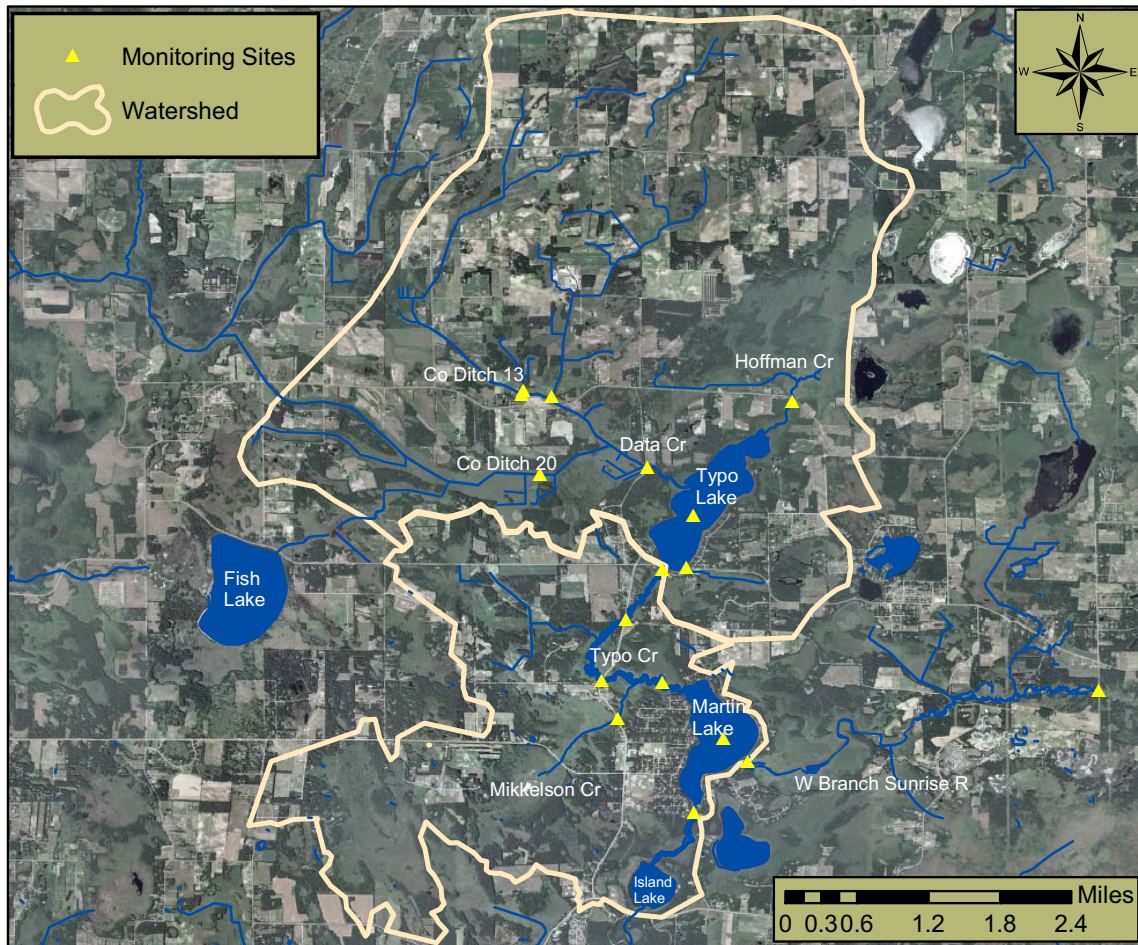 Monitoring Sites
Watershed
N
W
E
S
Hoffman Cr
Co Ditch 13
Data Cr
Co Ditch 20
Typo
Lake
Fish
Lake
Typo Cr
Martin
Lake
Mikkelson Cr
W Branch Sunrise R
Island
Lake
Miles
0 0.30.6 1.2 1.8 2.4